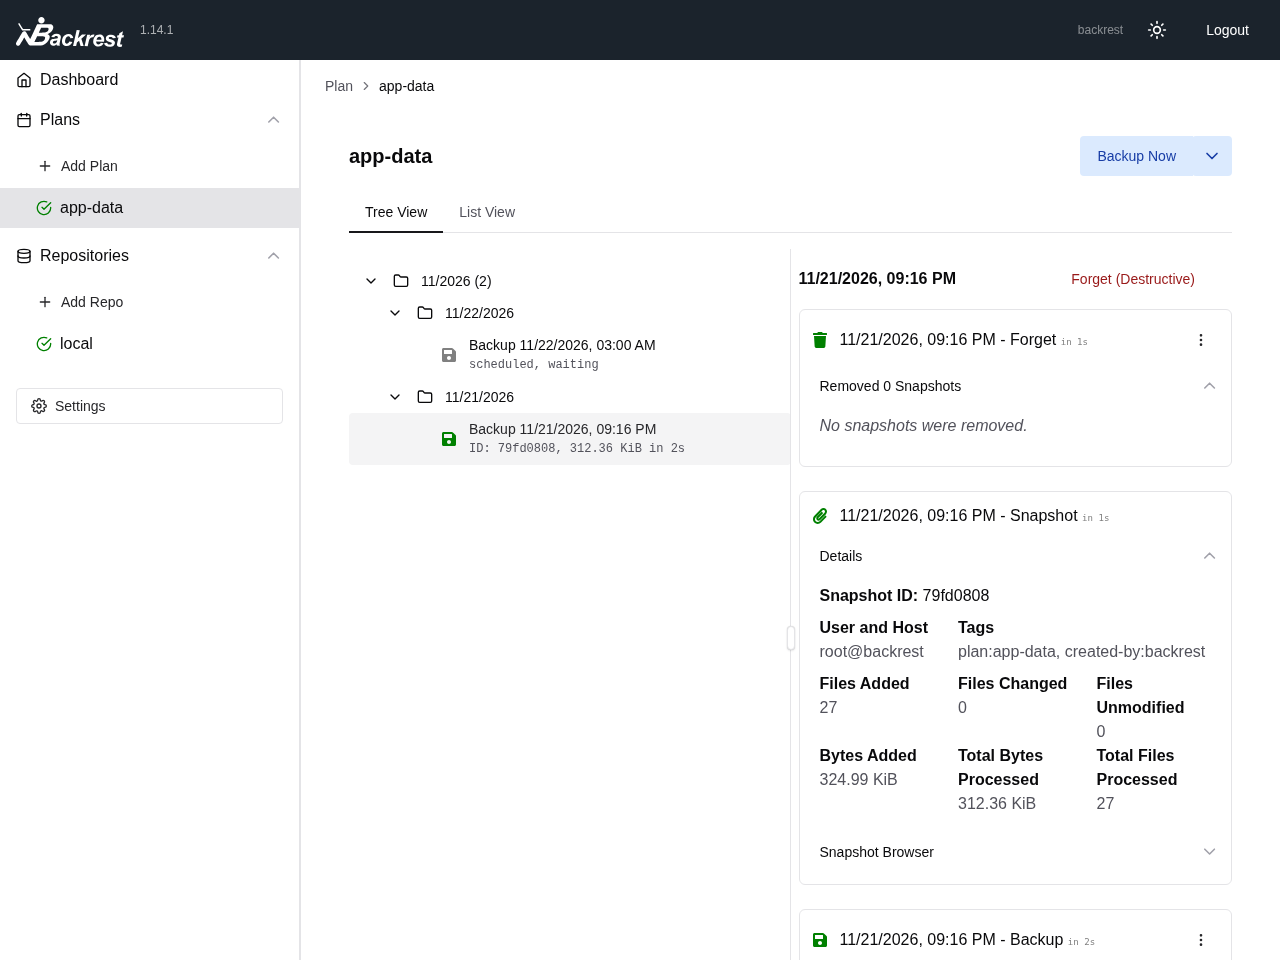 Backrest 1.14.1
backrest
Logout
Dashboard
Plans
Add Plan
app-data
Repositories
Add Repo
local
Settings
Plan > app-data
app-data
Backup Now
Tree View List View
11/2026 (2)
11/22/2026
Backup 11/22/2026, 03:00 AM
scheduled, waiting
11/21/2026
Backup 11/21/2026, 09:16 PM
ID: 79fd0808, 312.36 KiB in 2s
11/21/2026, 09:16 PM
Forget (Destructive)
11/21/2026, 09:16 PM - Forget in 1s
Removed 0 Snapshots
No snapshots were removed.
11/21/2026, 09:16 PM - Snapshot in 1s
Details
Snapshot ID: 79fd0808
User and Host
root@backrest
Tags
plan:app-data, created-by:backrest
Files Added
27
Files Changed
0
Files
Unmodified
0
Bytes Added
324.99 KiB
Total Bytes
Processed
312.36 KiB
Total Files
Processed
27
Snapshot Browser
11/21/2026, 09:16 PM - Backup in 2s